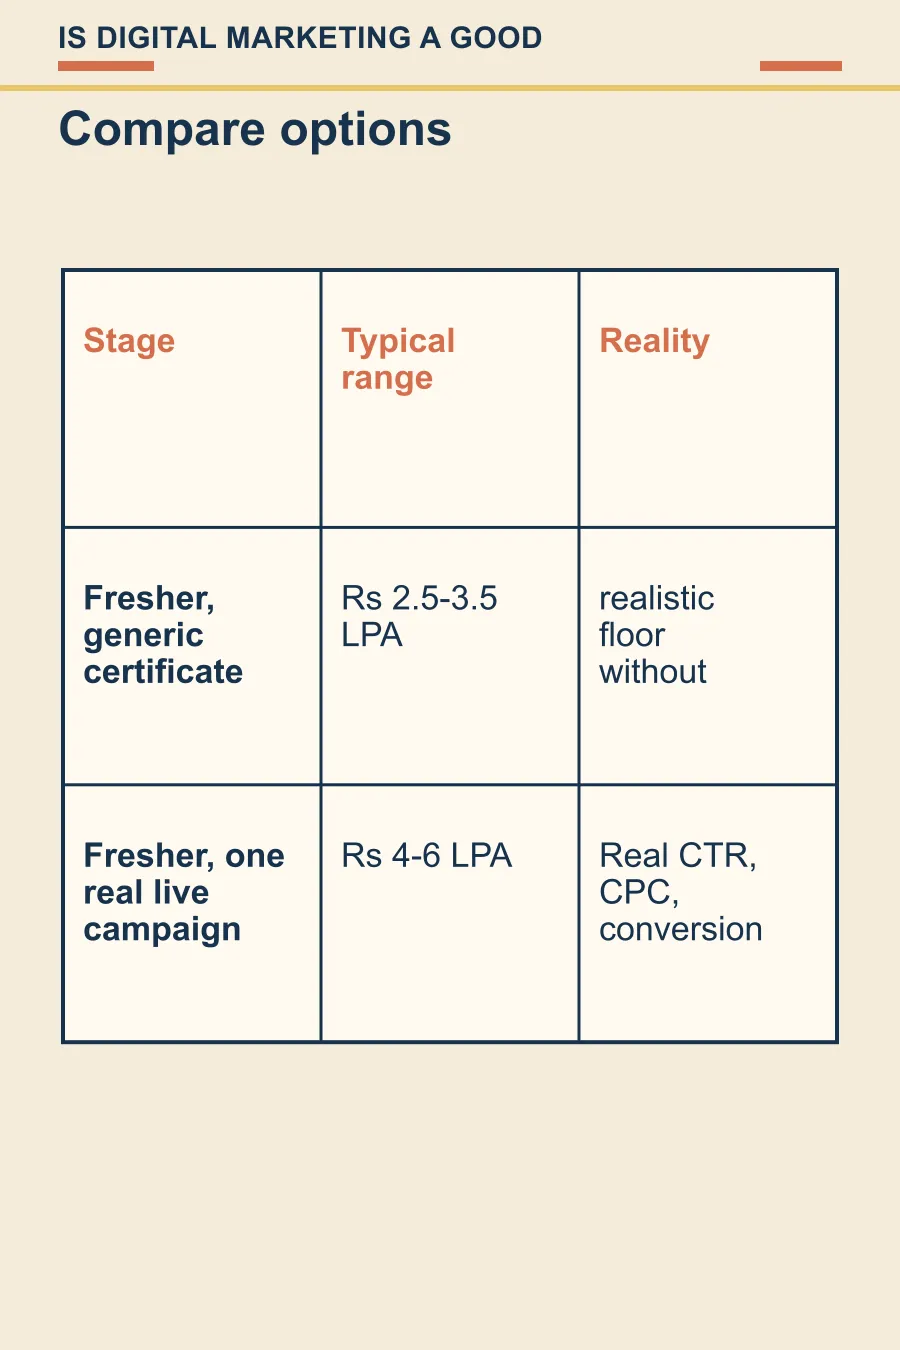 IS DIGITAL MARKETING A GOOD
Compare options
Stage
Typical
range
Reality
Fresher,
generic
certificate
Rs 2.5-3.5
LPA
realistic
floor
without
Fresher, one
real live
campaign
Rs 4-6 LPA
Real CTR,
CPC,
conversion